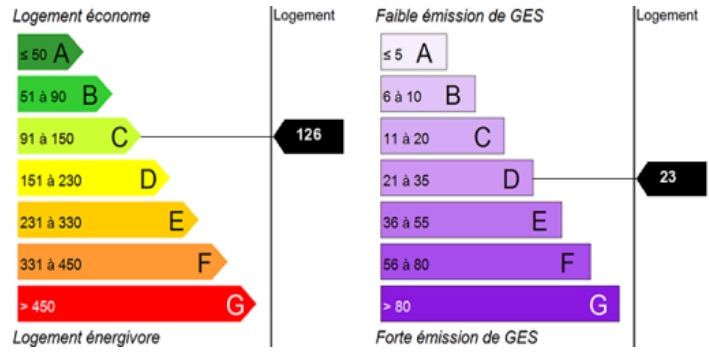 Logement économe
Logement
≤ 50 A
51 à 90 B
91 à 150 C
126
151 à 230 D
231 à 330 E
331 à 450 F
> 450 G
Logement énergivore
Faible émission de GES
Logement
≤ 5 A
6 à 10 B
11 à 20 C
21 à 35 D
23
36 à 55 E
56 à 80 F
> 80 G
Forte émission de GES